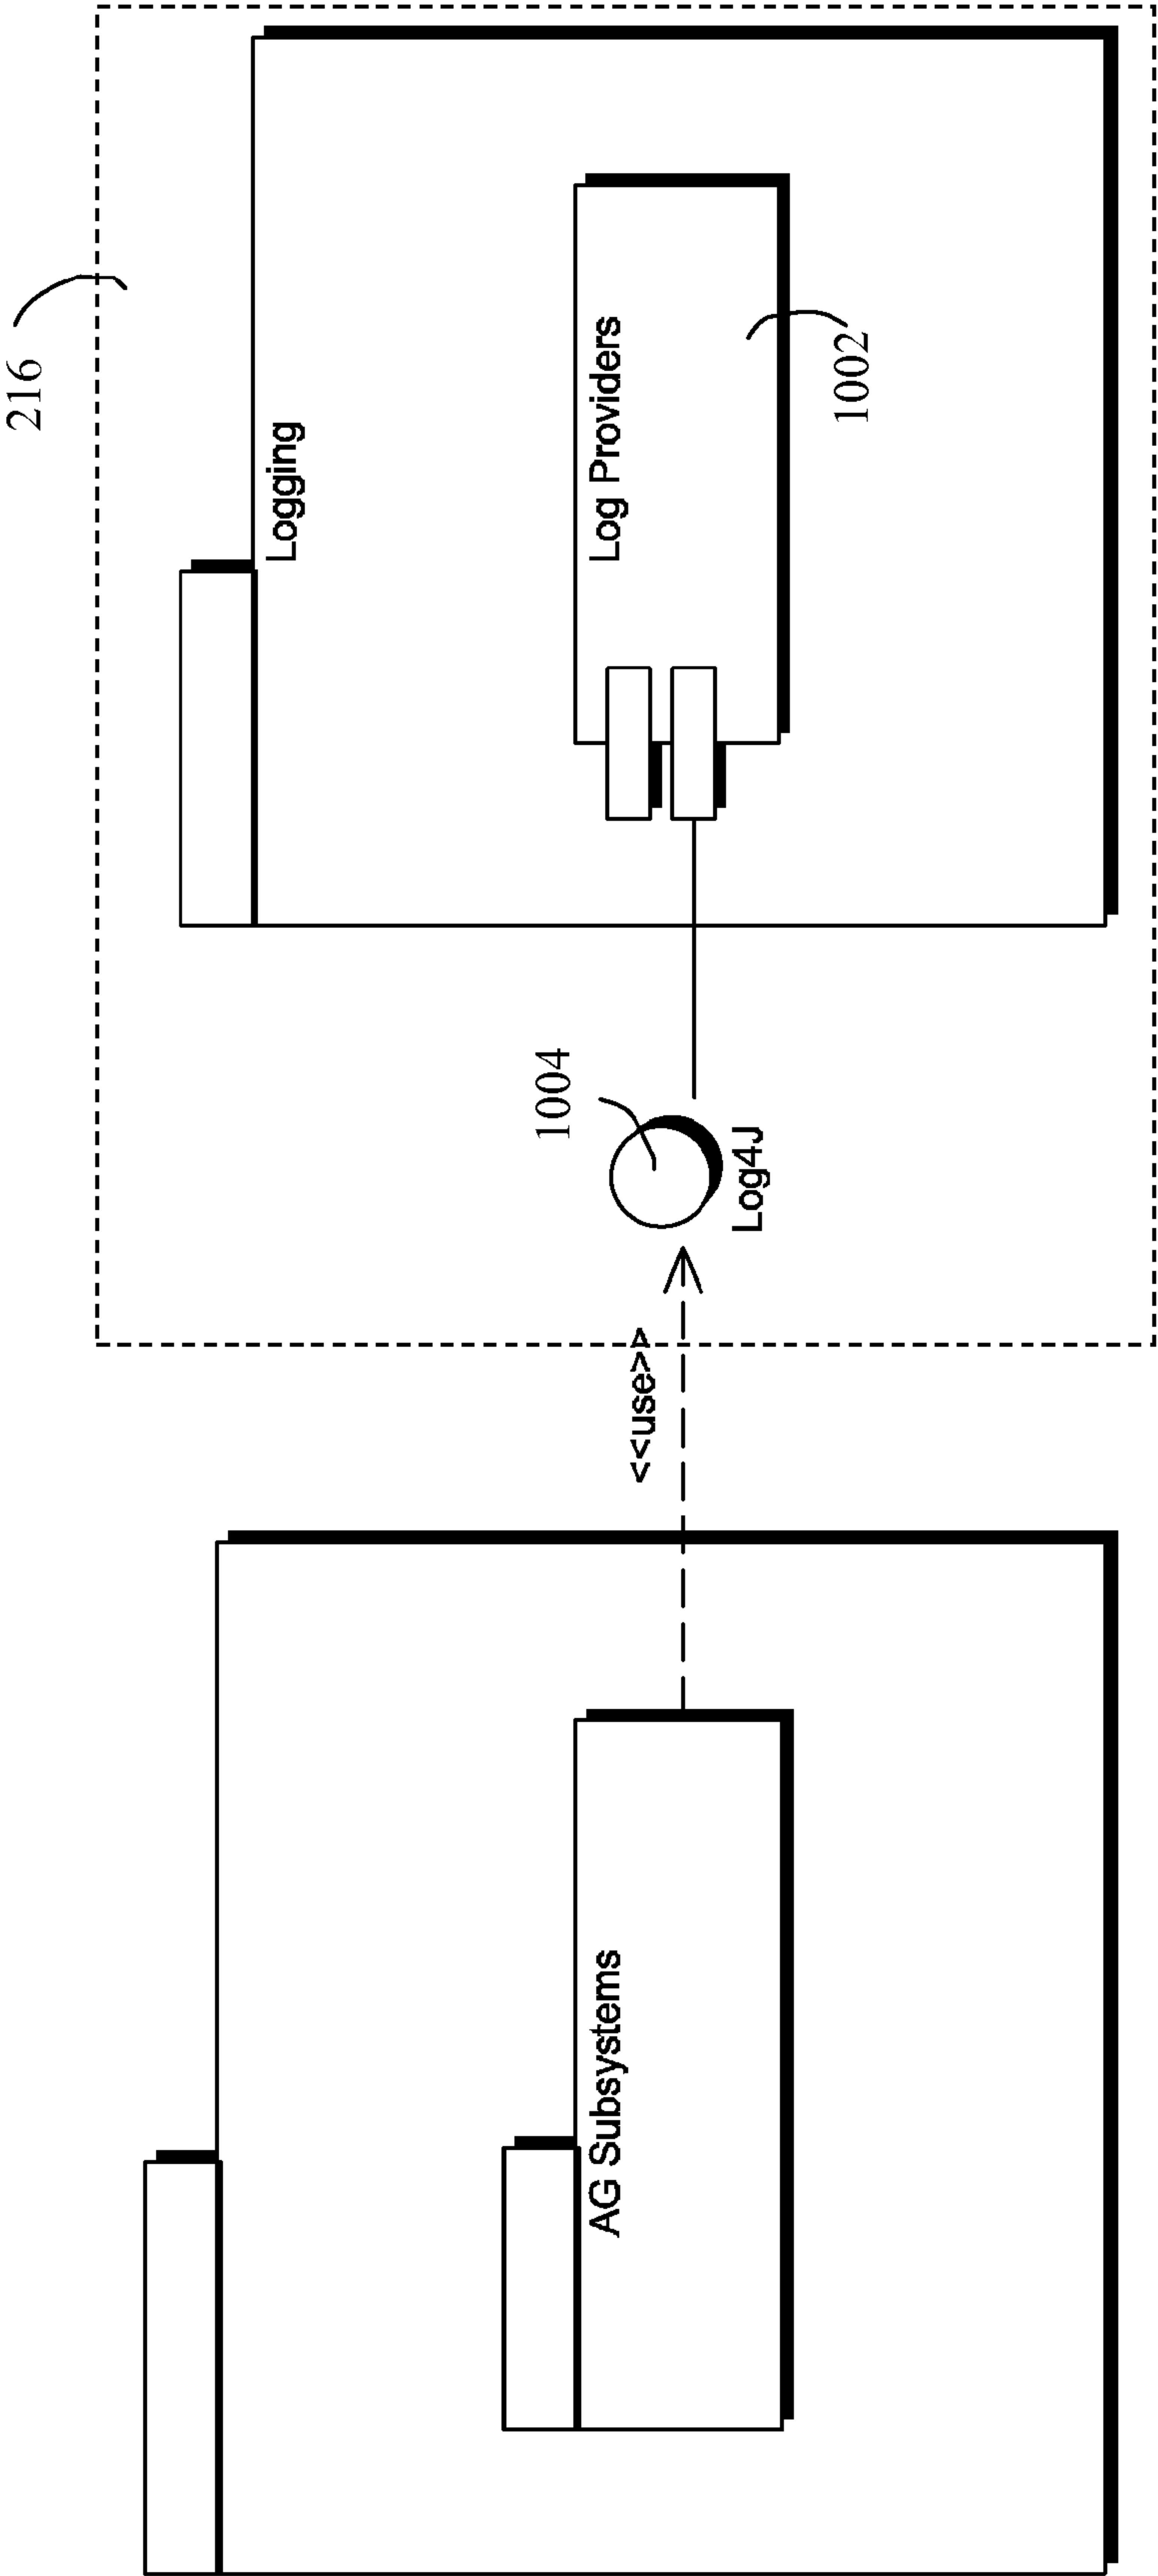 216
Logging
Log Providers
1002
1004
Log4J
<<use>>
AG Subsystems